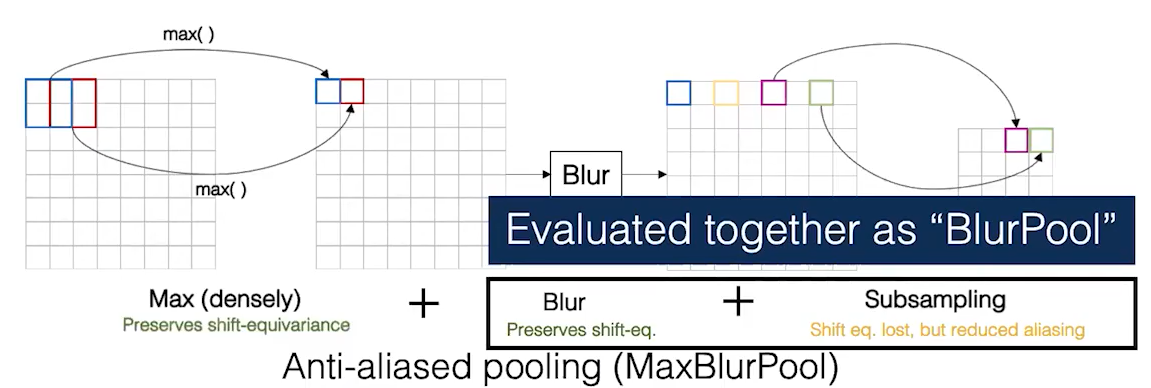 max( )
max( )
Blur
Evaluated together as “BlurPool”
Max (densely) + Blur + Subsampling
Preserves shift-equivariance Preserves shift-eq. Shift eq. lost, but reduced aliasing
Anti-aliased pooling (MaxBlurPool)